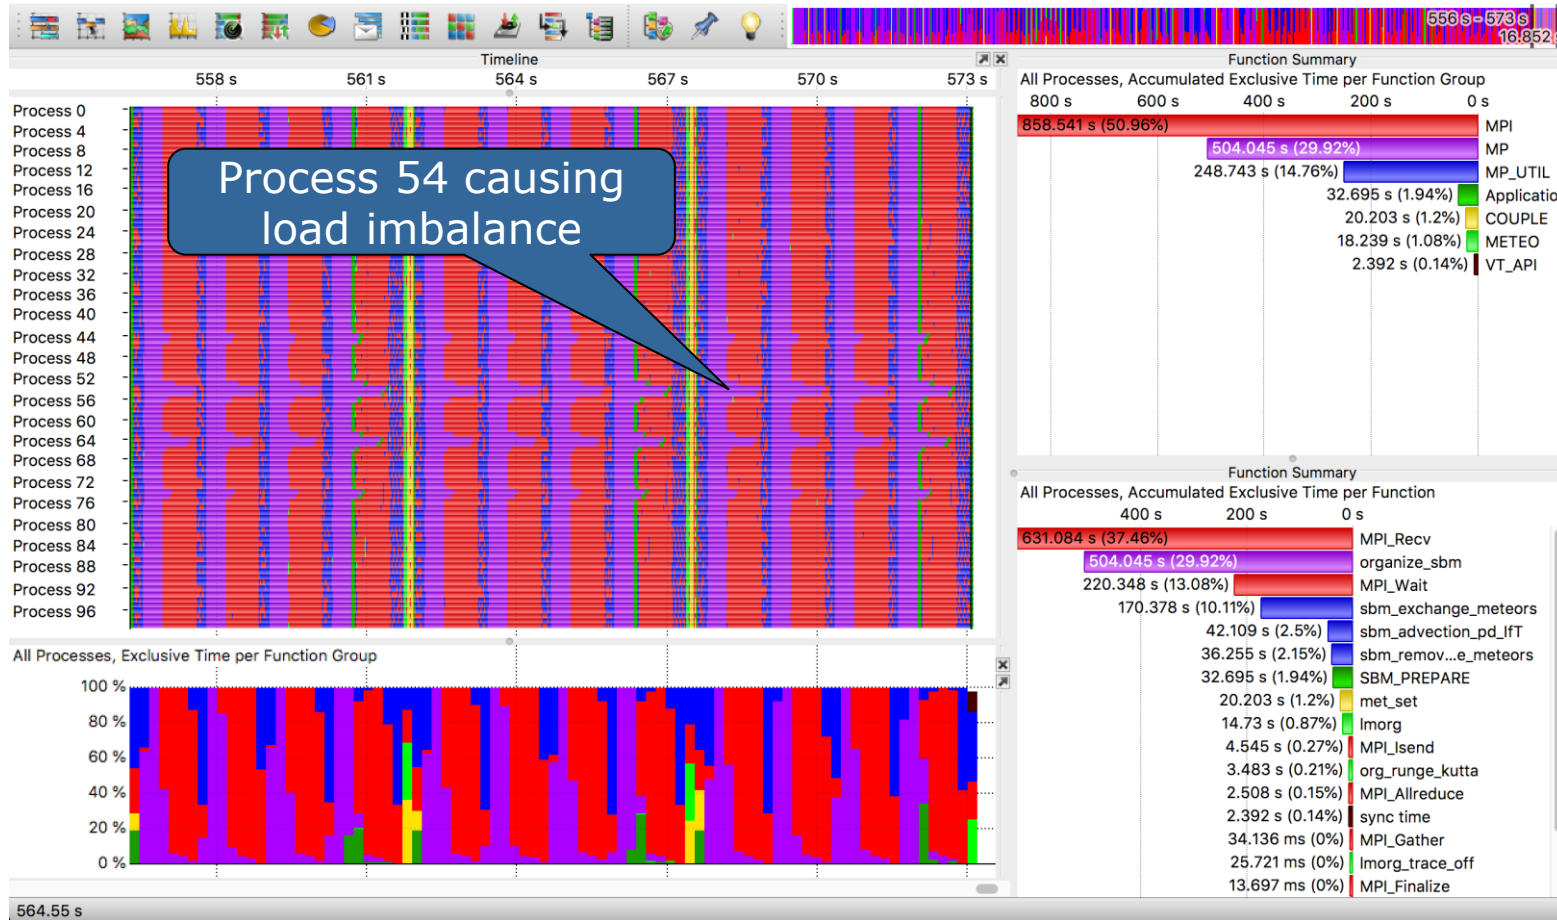 556 s - 573 s
16.852 s
Timeline
558 s 561 s 564 s 567 s 570 s 573 s
Process 0
Process 4
Process 8
Process 12
Process 16
Process 20
Process 24
Process 28
Process 32
Process 36
Process 40
Process 44
Process 48
Process 52
Process 56
Process 60
Process 64
Process 68
Process 72
Process 76
Process 80
Process 84
Process 88
Process 92
Process 96
Process 54 causing
load imbalance
All Processes, Exclusive Time per Function Group
100 %
80 %
60 %
40 %
20 %
0 %
Function Summary
All Processes, Accumulated Exclusive Time per Function Group
800 s 600 s 400 s 200 s 0 s
858.541 s (50.96%) MPI
504.045 s (29.92%) MP
248.743 s (14.76%) MP_UTIL
32.695 s (1.94%) Applicatio
20.203 s (1.2%) COUPLE
18.239 s (1.08%) METEO
2.392 s (0.14%) VT_API
Function Summary
All Processes, Accumulated Exclusive Time per Function
400 s 200 s 0 s
631.084 s (37.46%) MPI_Recv
504.045 s (29.92%) organize_sbm
220.348 s (13.08%) MPI_Wait
170.378 s (10.11%) sbm_exchange_meteors
42.109 s (2.5%) sbm_advection_pd_lfT
36.255 s (2.15%) sbm_remov...e_meteors
32.695 s (1.94%) SBM_PREPARE
20.203 s (1.2%) met_set
14.73 s (0.87%) lmorg
4.545 s (0.27%) MPI_Isend
3.483 s (0.21%) org_runge_kutta
2.508 s (0.15%) MPI_Allreduce
2.392 s (0.14%) sync time
34.136 ms (0%) MPI_Gather
25.721 ms (0%) lmorg_trace_off
13.697 ms (0%) MPI_Finalize
564.55 s